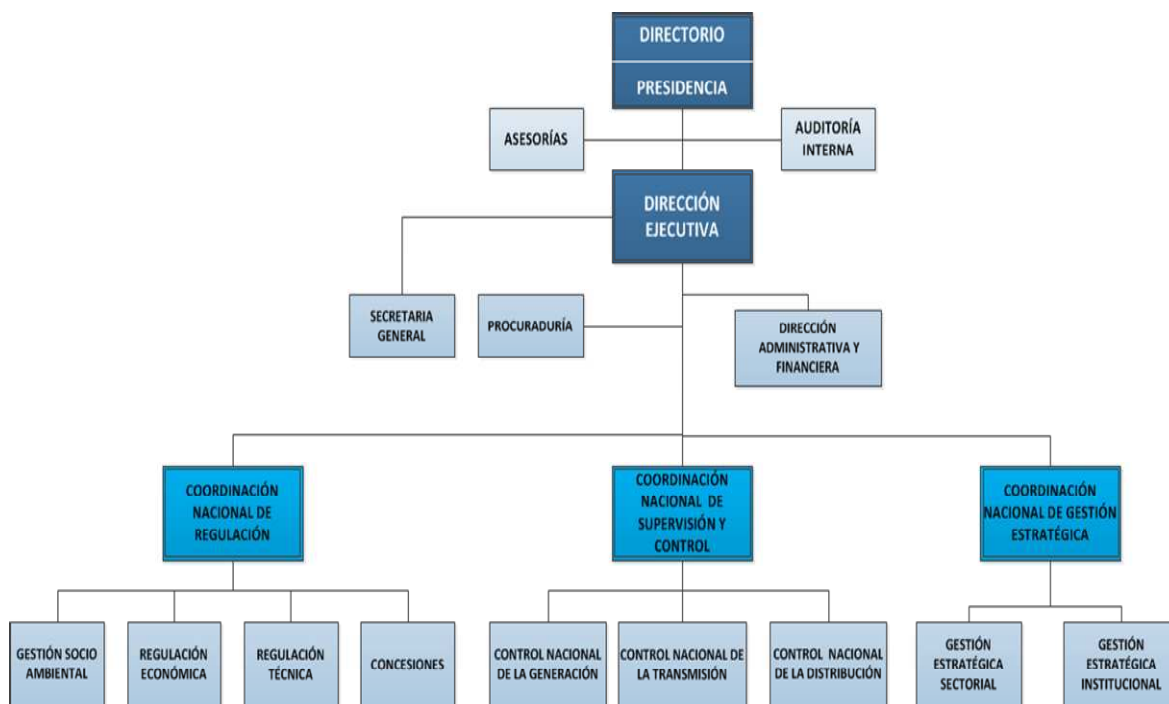 DIRECTORIO
PRESIDENCIA
ASESORÍAS
AUDITORÍA
INTERNA
DIRECCIÓN
EJECUTIVA
SECRETARIA
GENERAL
PROCURADURÍA
DIRECCIÓN
ADMINISTRATIVA Y
FINANCIERA
COORDINACIÓN
NACIONAL DE
REGULACIÓN
COORDINACIÓN
NACIONAL DE
SUPERVISIÓN Y
CONTROL
COORDINACIÓN
NACIONAL DE GESTIÓN
ESTRATÉGICA
GESTIÓN SOCIO
AMBIENTAL
REGULACIÓN
ECONÓMICA
REGULACIÓN
TÉCNICA
CONCESIONES
CONTROL NACIONAL
DE LA GENERACIÓN
CONTROL NACIONAL DE
LA TRANSMISIÓN
CONTROL NACIONAL
DE LA DISTRIBUCIÓN
GESTIÓN
ESTRATÉGICA
SECTORIAL
GESTIÓN
ESTRATÉGICA
INSTITUCIONAL